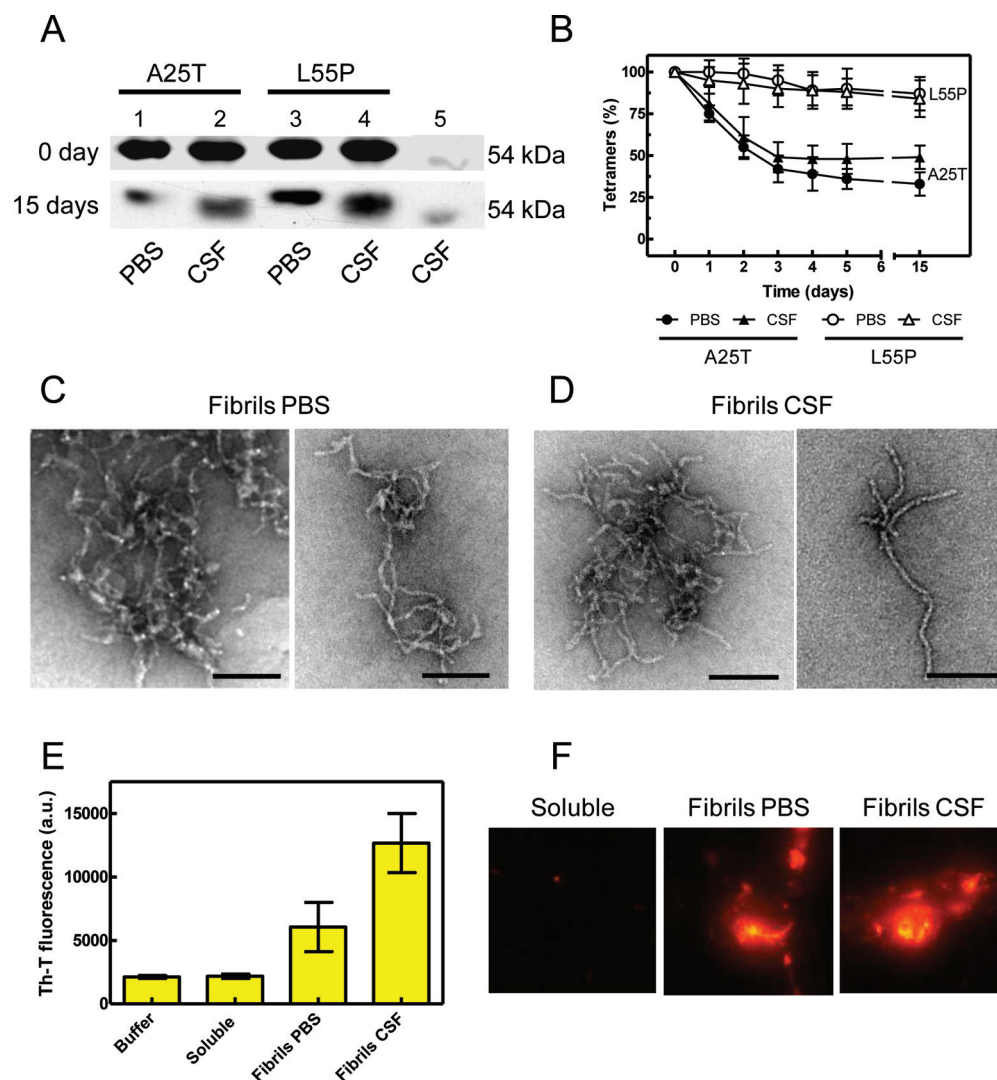 A
A25T L55P
1 2 3 4 5
0 day 54 kDa
15 days 54 kDa
PBS CSF PBS CSF CSF
B
Tetramers (%)
100
75
50
25
0
L55P
A25T
0 1 2 3 4 5 6 15
Time (days)
PBS CSF PBS CSF
A25T L55P
C
Fibrils PBS
D
Fibrils CSF
E
Th-T fluorescence (a.u.)
15000
10000
5000
0
Buffer Soluble Fibrils PBS Fibrils CSF
F
Soluble Fibrils PBS Fibrils CSF